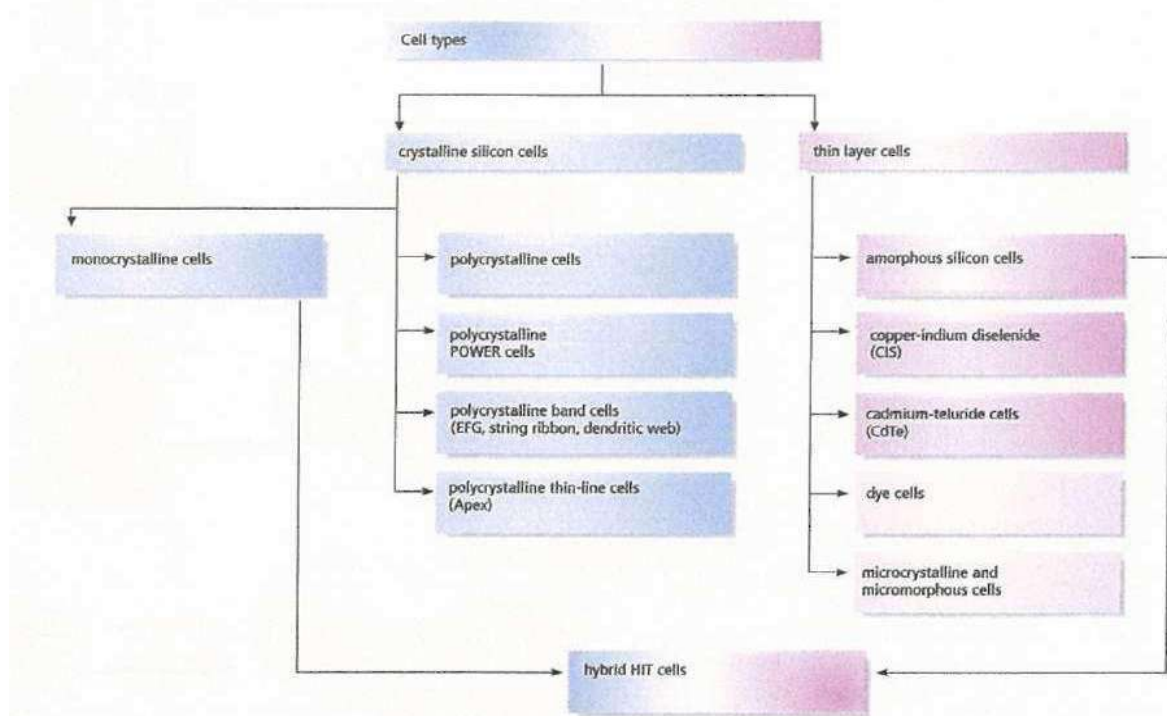 Cell types
crystalline silicon cells
thin layer cells
monocrystalline cells
polycrystalline cells
polycrystalline
POWER cells
polycrystalline band cells
(EFG, string ribbon, dendritic web)
polycrystalline thin-line cells
(Apex)
amorphous silicon cells
copper-indium diselenide
(CIS)
cadmium-teluride cells
(CdTe)
dye cells
microcrystalline and
micromorphous cells
hybrid HIT cells